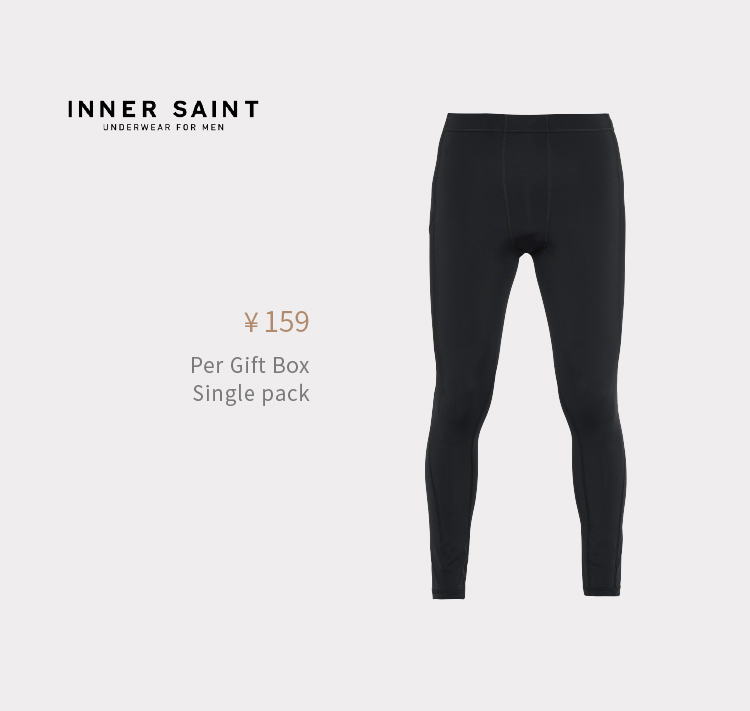 INNER SAINT
UNDERWEAR FOR MEN
¥ 159
Per Gift Box
Single pack